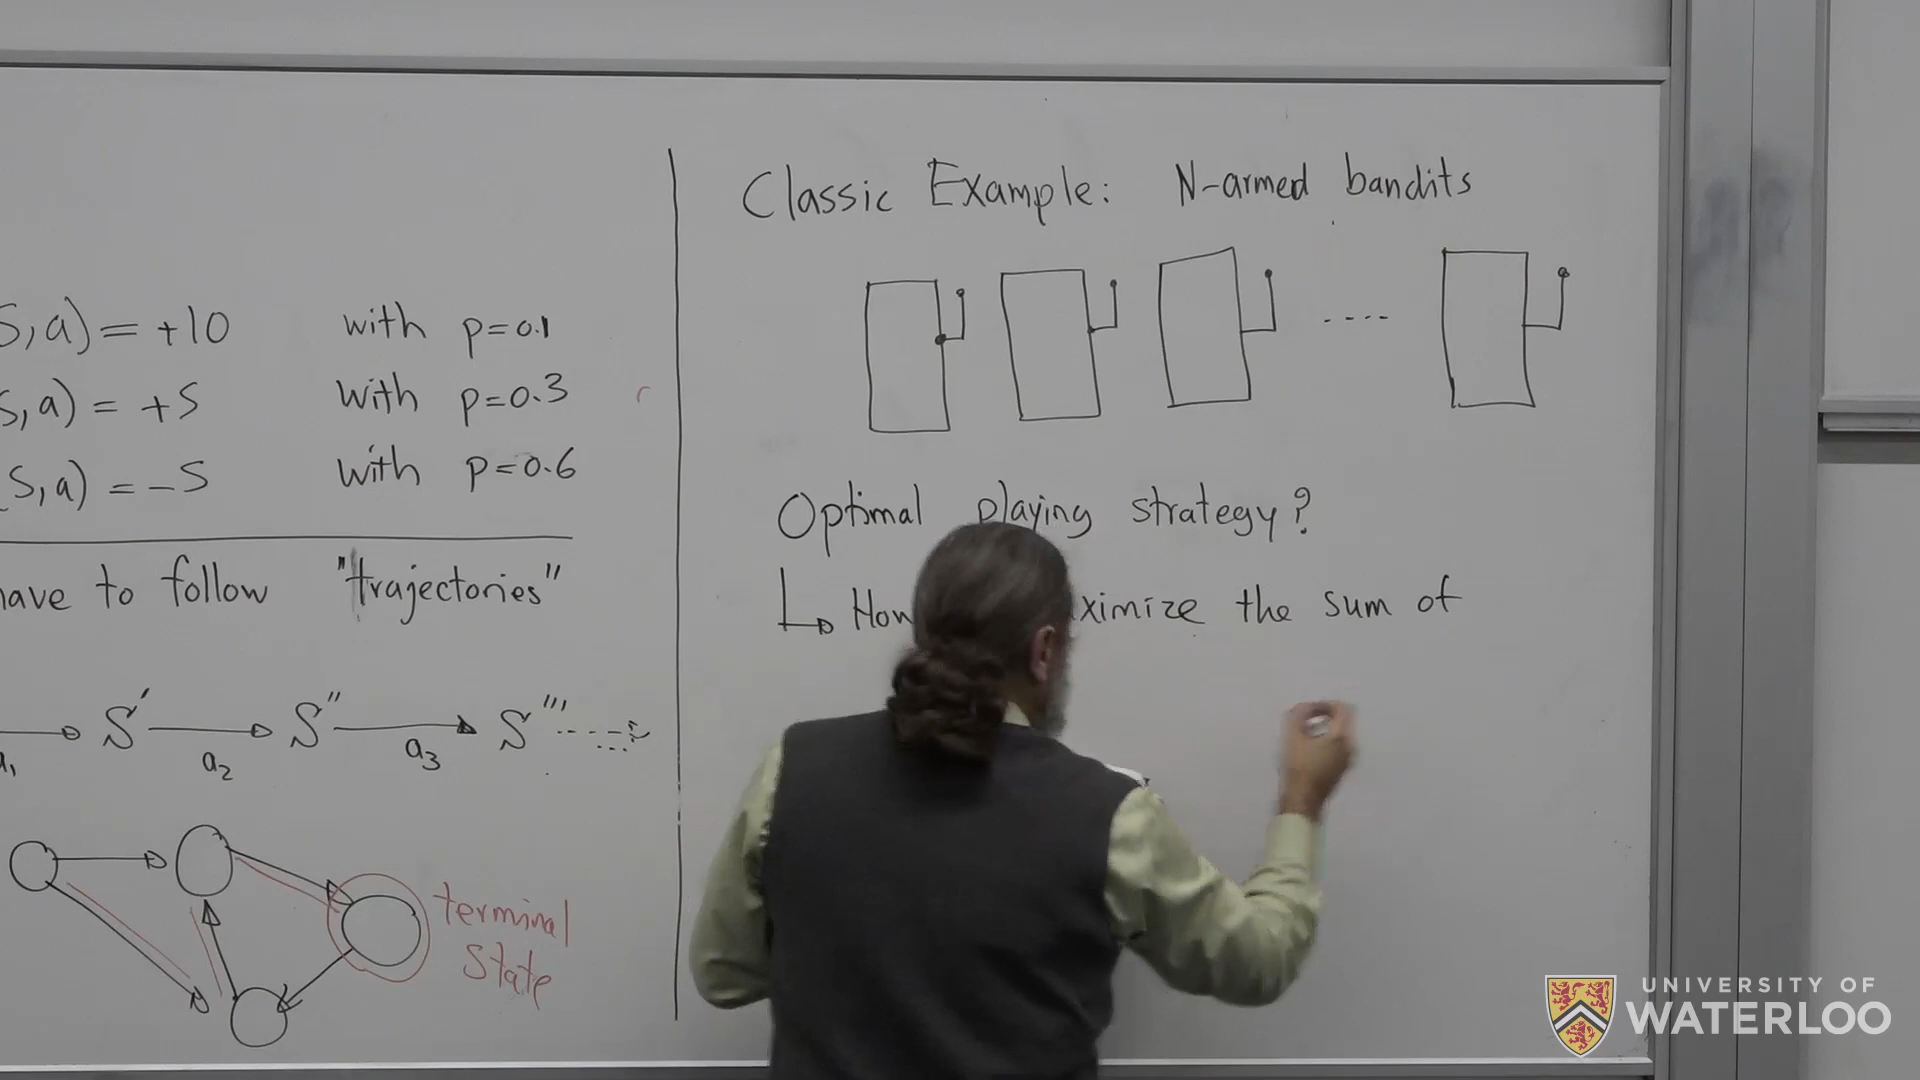 S, a) = +10 with p=0.1
S, a) = +5 with p=0.3
S, a) = -5 with p=0.6
have to follow "trajectories"
S' S'' S''' ....
a₁ a₂ a₃
terminal
state
Classic Example: N-armed bandits
....
Optimal playing strategy?
How the sum of
UNIVERSITY OF
WATERLOO